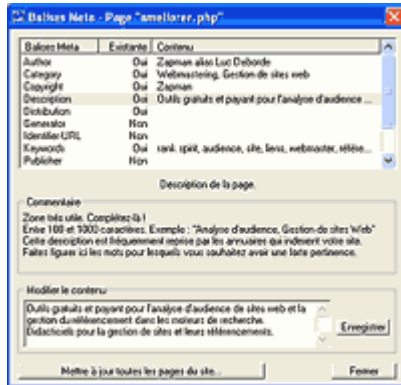 Balises Meta - Page "ameliorer.php"
Balises Meta Existante Contenu
Author Oui Zapman alias Luc Deborde
Category Oui Webmastering, Gestion de sites web
Copyright Oui Zapman
Description Oui Outils gratuits et payant pour l'analyse d'audience ...
Distribution Oui
Generator Non
Identifier-URL Non
Keywords Oui rank, spirit, audience, site, liens, webmaster, référe...
Publisher Non
Description de la page.
Commentaire
Zone très utile. Complétez-là !
Entre 100 et 1000 caractères. Exemple : "Analyse d'audience, Gestion de sites Web"
Cette description est fréquemment reprise par les annuaires qui indexent votre site.
Faites figurer ici les mots pour lesquels vous souhaitez avoir une forte pertinence.
Modifier le contenu
Outils gratuits et payant pour l'analyse d'audience de sites web et la
gestion du référencement dans les moteurs de recherche.
Didacticiels pour la gestion de sites et leurs référencements.
Enregistrer
Mettre à jour toutes les pages du site...
Fermer